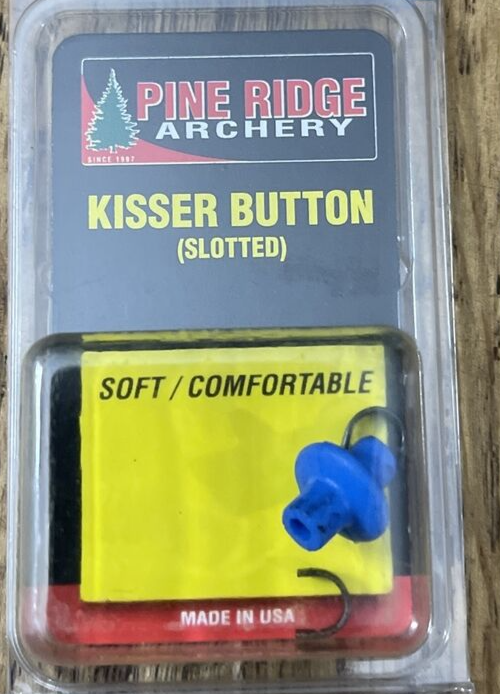 PINE RIDGE
ARCHERY
SINCE 1997
KISSER BUTTON
(SLOTTED)
SOFT / COMFORTABLE
MADE IN USA